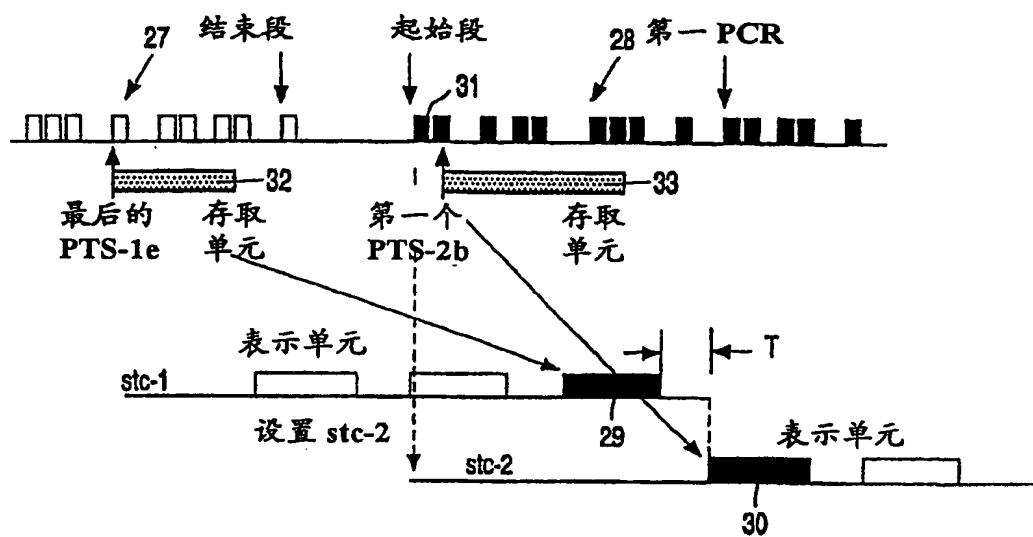 27
结束段
起始段
28
第一 PCR
31
32
33
最后的
PTS-1e
存取
单元
第一个
PTS-2b
存取
单元
表示单元
T
stc-1
设置 stc-2
29
表示单元
stc-2
30